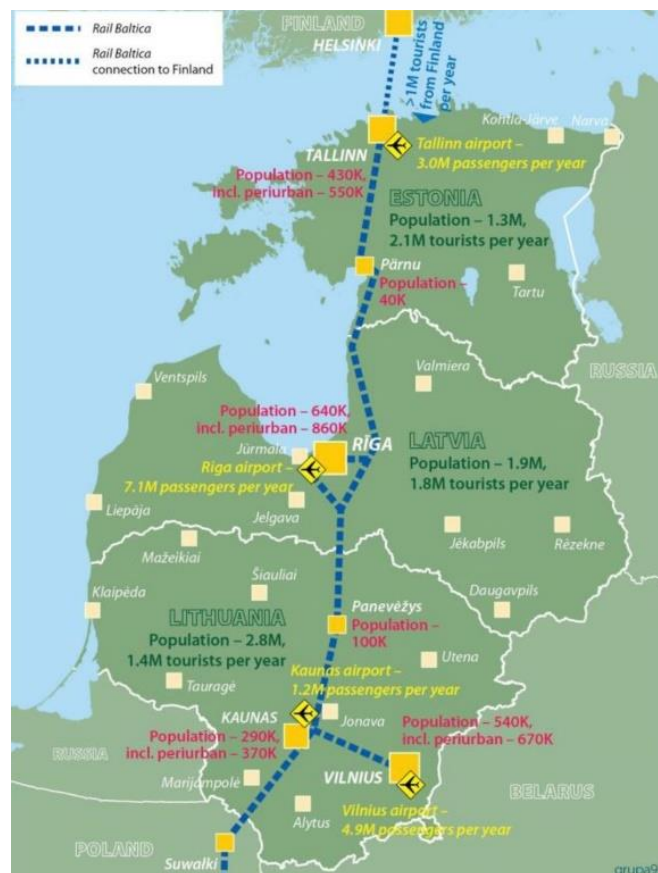 Rail Baltica
Rail Baltica
connection to Finland
FINLAND
HELSINKI
>1M tourists
from Finland
per year
TALLINN
Kohtla-Järve
Narva
Tallinn airport –
3.0M passengers per year
Population – 430K,
incl. periurban – 550K
ESTONIA
Population – 1.3M,
2.1M tourists per year
Pärnu
Population –
40K
Tartu
RUSSIA
Ventspils
Valmiera
Population – 640K,
incl. periurban – 860K
Jūrmala
RĪGA
LATVIA
Population – 1.9M,
1.8M tourists per year
Riga airport –
7.1M passengers per year
Liepāja
Jelgava
Jēkabpils
Rēzekne
Mažeikiai
Šiauliai
Klaipėda
Daugavpils
Panevėžys
Population –
100K
LITHUANIA
Population – 2.8M,
1.4M tourists per year
Utena
Kaunas airport –
1.2M passengers per year
Tauragė
KAUNAS
Jonava
Population – 290K,
incl. periurban – 370K
Population – 540K,
incl. periurban – 670K
RUSSIA
Marijampolė
VILNIUS
BELARUS
Alytus
Vilnius airport –
4.9M passengers per year
POLAND
Suwałki
grupa9